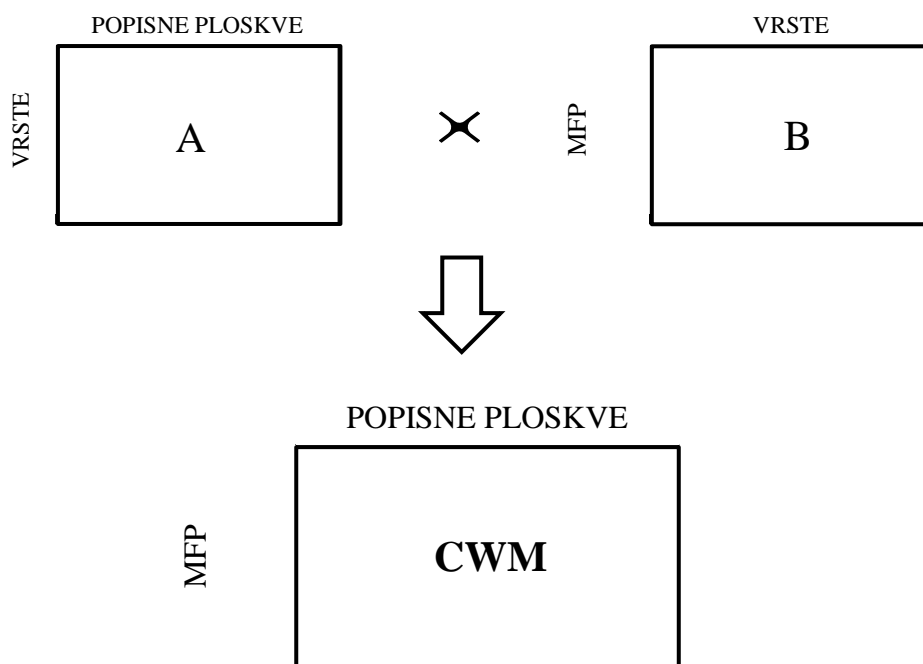 POPISNE PLOSKVE
VRSTE
VRSTE
A
MFP
B
POPISNE PLOSKVE
MFP
CWM